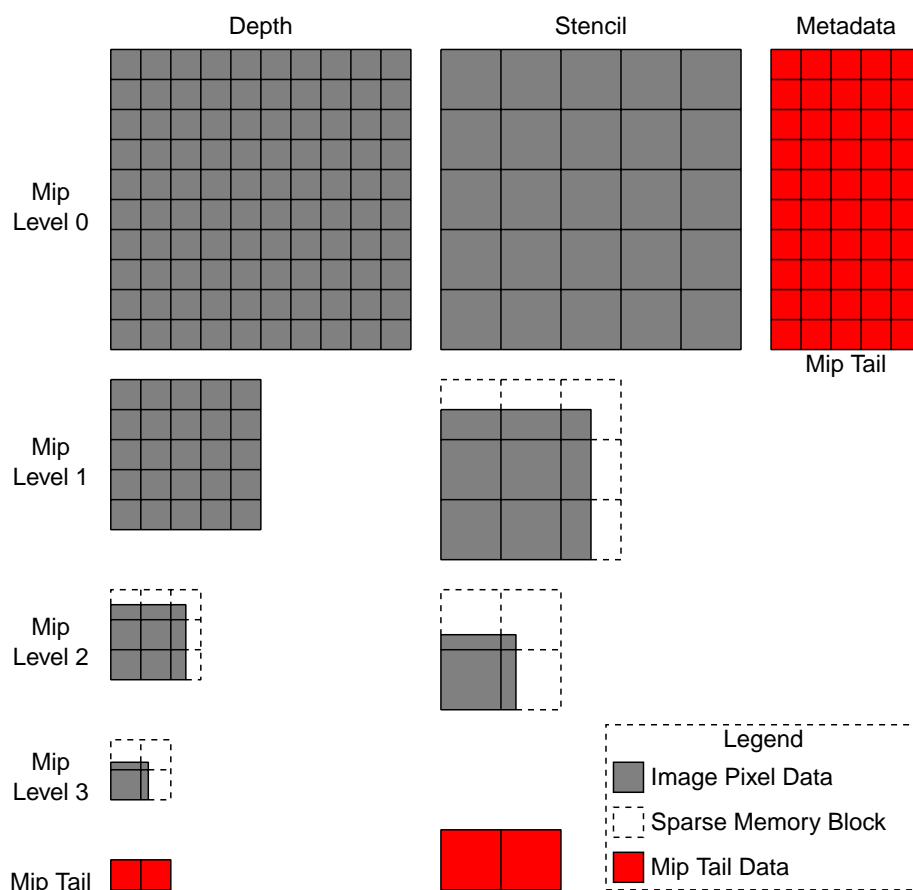 Depth
Stencil
Metadata
Mip
Level 0
Mip Tail
Mip
Level 1
Mip
Level 2
Mip
Level 3
Mip Tail
Legend
Image Pixel Data
Sparse Memory Block
Mip Tail Data